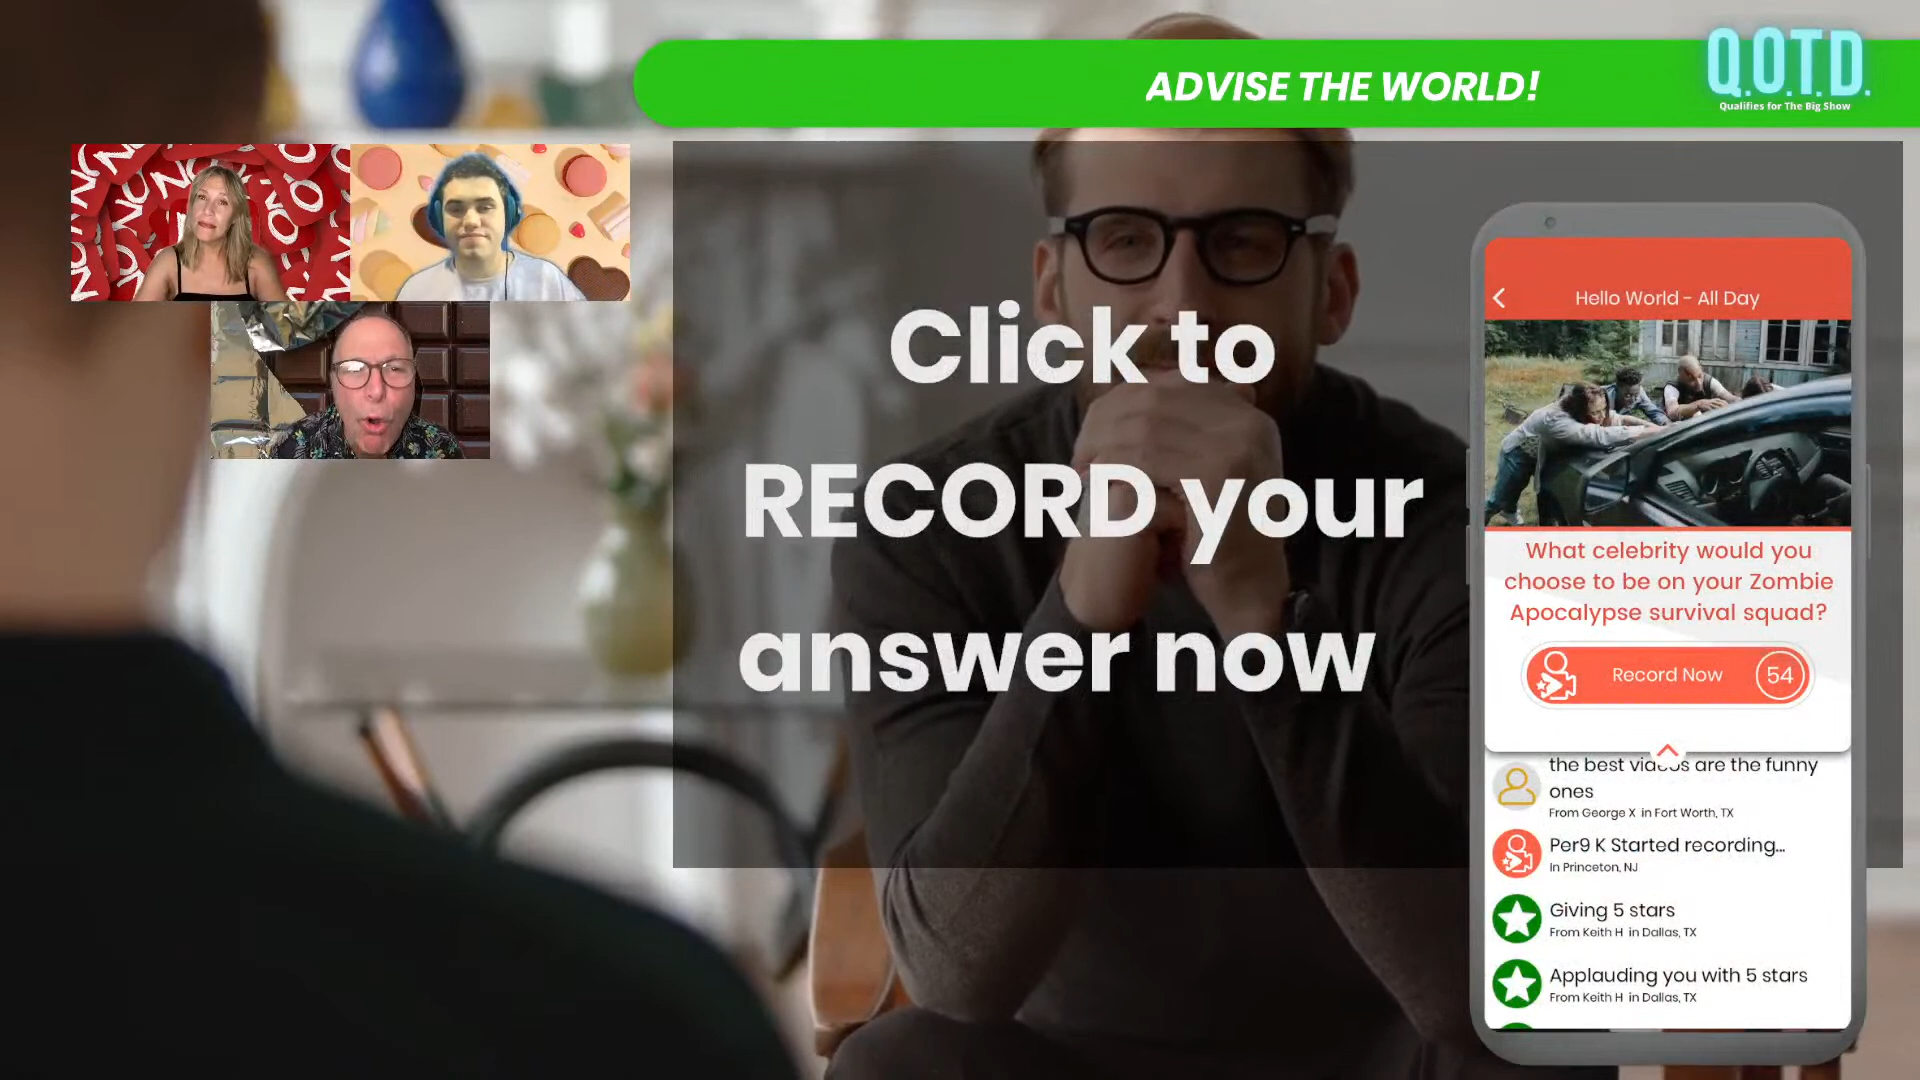 ADVISE THE WORLD!
Q.O.T.D.
Qualifies for The Big Show
NO
Click to
RECORD your
answer now
Hello World - All Day
What celebrity would you
choose to be on your Zombie
Apocalypse survival squad?
Record Now
54
the best videos are the funny
ones
From George X in Fort Worth, TX
Per9 K Started recording...
In Princeton, NJ
Giving 5 stars
From Keith H in Dallas, TX
Applauding you with 5 stars
From Keith H in Dallas, TX